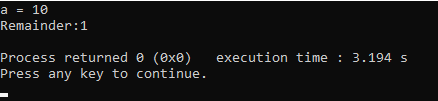 a = 10
Remainder:1
Process returned 0 (0x0)   execution time : 3.194 s
Press any key to continue.